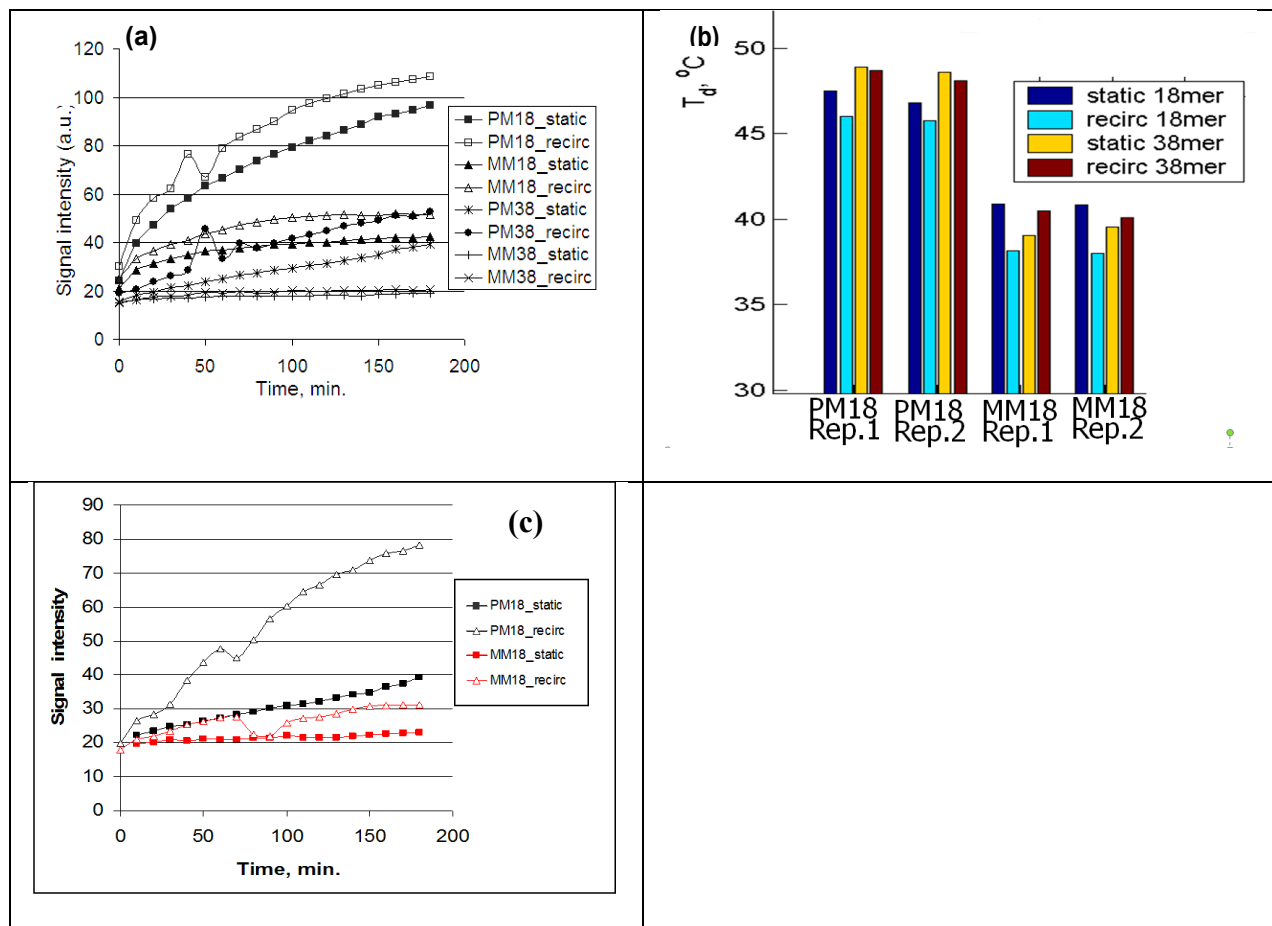 (a)
120
100
80
60
40
20
0
Signal intensity (a.u.)
0 50 100 150 200
Time, min.
PM18_static
PM18_recirc
MM18_static
MM18_recirc
PM38_static
PM38_recirc
MM38_static
MM38_recirc
(b)
50
45
40
35
30
Td, °C
static 18mer
recirc 18mer
static 38mer
recirc 38mer
PM18 PM18 MM18 MM18
Rep.1 Rep.2 Rep.1 Rep.2
(c)
90
80
70
60
50
40
30
20
10
0
Signal intensity
0 50 100 150 200
Time, min.
PM18_static
PM18_recirc
MM18_static
MM18_recirc